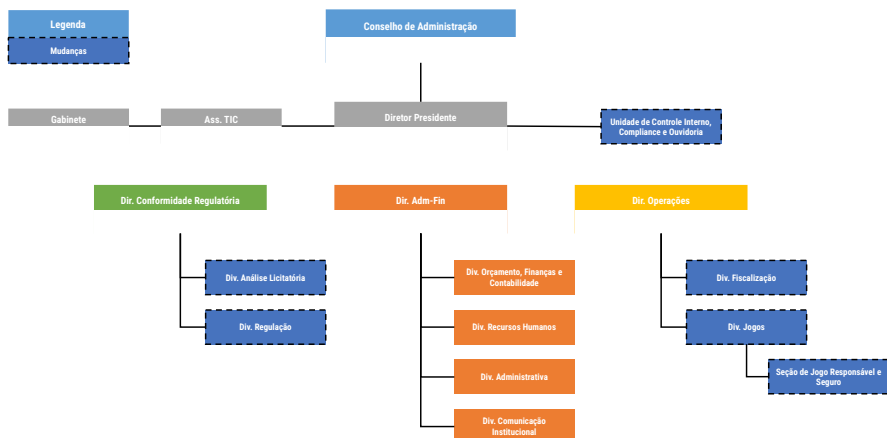 Legenda
Mudanças
Conselho de Administração
Gabinete
Ass. TIC
Diretor Presidente
Unidade de Controle Interno,
Compliance e Ouvidoria
Dir. Conformidade Regulatória
Dir. Adm-Fin
Dir. Operações
Div. Análise Licitatória
Div. Regulação
Div. Orçamento, Finanças e
Contabilidade
Div. Recursos Humanos
Div. Administrativa
Div. Comunicação
Institucional
Div. Fiscalização
Div. Jogos
Seção de Jogo Responsável e
Seguro